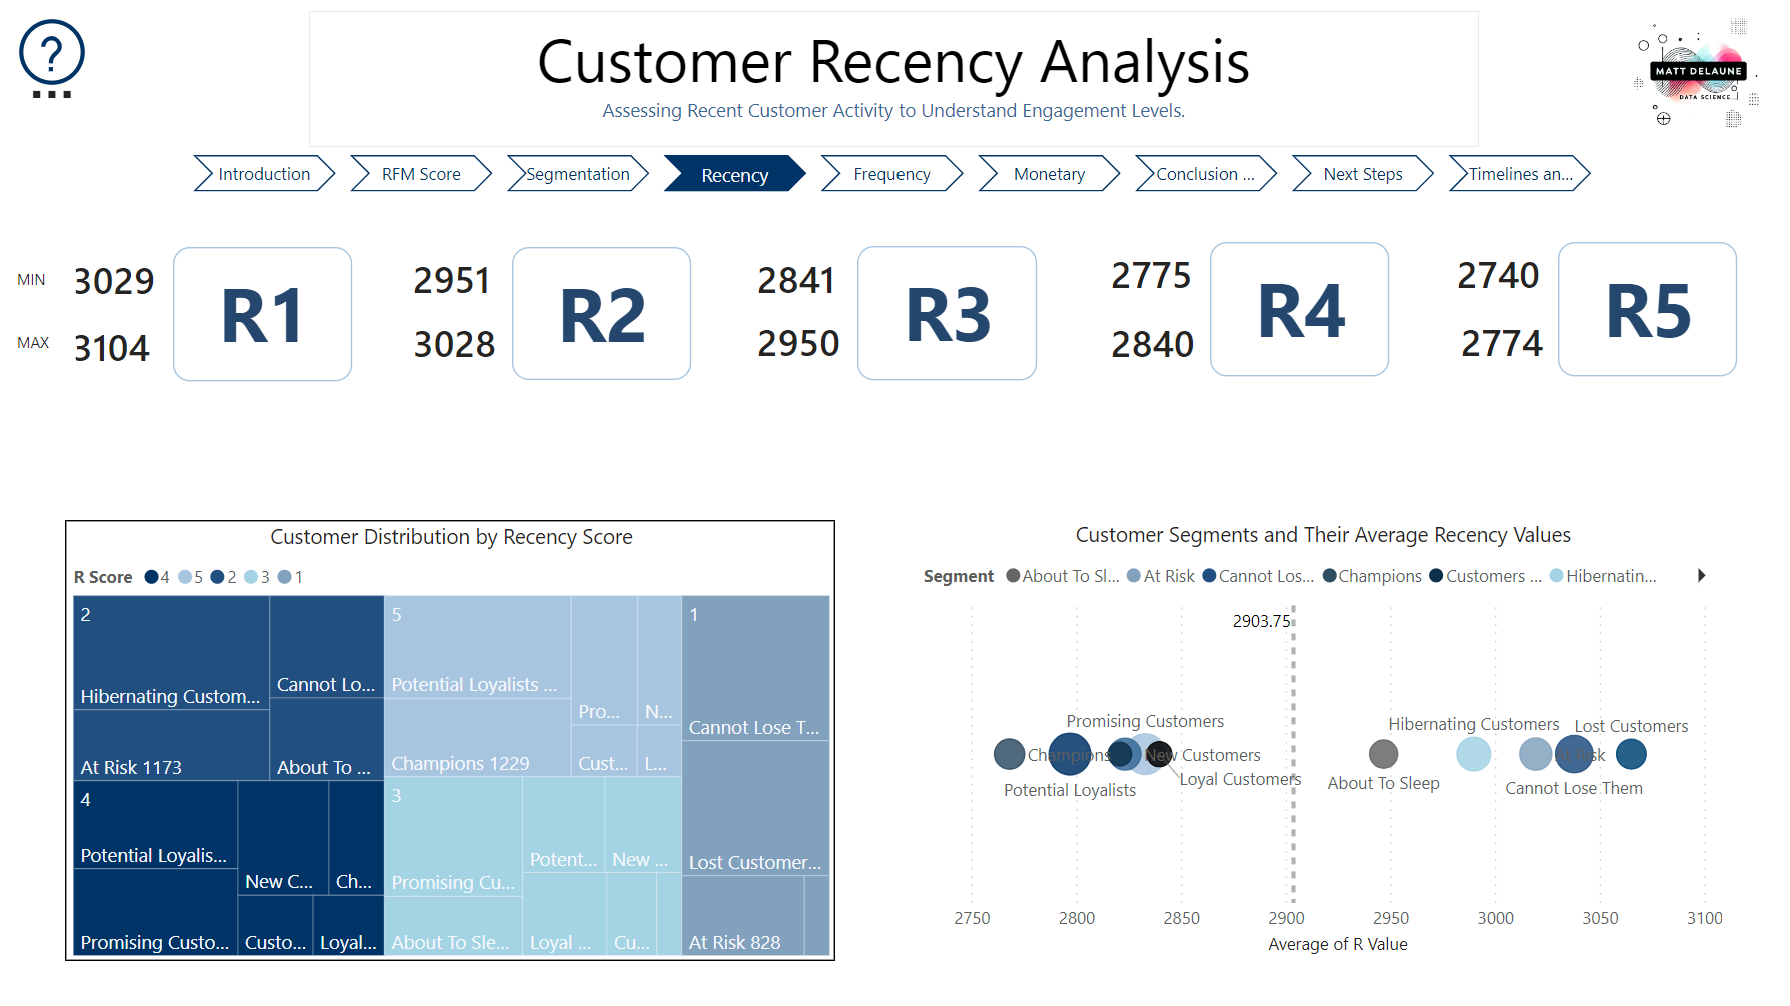 ?
Customer Recency Analysis
Assessing Recent Customer Activity to Understand Engagement Levels.
MATT DELAUNE
DATA SCIENCE
Introduction
RFM Score
Segmentation
Recency
Frequency
Monetary
Conclusion ...
Next Steps
Timelines an...
MIN
3029
MAX
3104
R1
2951
3028
R2
2841
2950
R3
2775
2840
R4
2740
2774
R5
Customer Distribution by Recency Score
R Score 4 5 2 3 1
2
Hibernating Custom...
Cannot Lo...
At Risk 1173
About To ...
4
Potential Loyalis...
New C...
Ch...
Promising Custo...
Custo...
Loyal...
5
Potential Loyalists ...
Pro...
N...
Champions 1229
Cust...
L...
3
Promising Cu...
Potent...
New ...
About To Sle...
Loyal ...
Cu...
1
Cannot Lose T...
Lost Customer...
At Risk 828
Customer Segments and Their Average Recency Values
Segment About To Sl... At Risk Cannot Los... Champions Customers ... Hibernatin...
2903.75
Promising Customers
Champions
New Customers
Loyal Customers
Potential Loyalists
Hibernating Customers
Lost Customers
At Risk
About To Sleep
Cannot Lose Them
2750 2800 2850 2900 2950 3000 3050 3100
Average of R Value